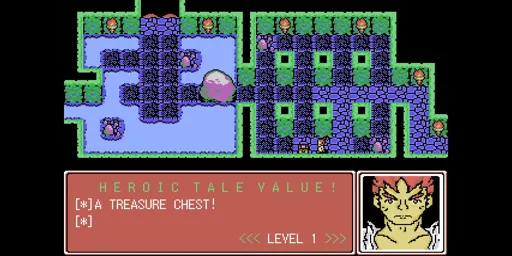 HEROIC TALE VALUE!
[*]A TREASURE CHEST!
[*]
<<< LEVEL 1 >>>